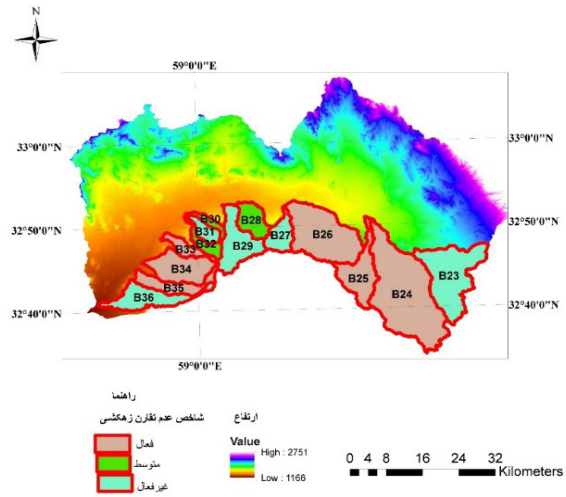 N
59°0'0"E
33°0'0"N
33°0'0"N
B30
B28
B31
32°50'0"N
32°50'0"N
B32
B29
B27
B26
B33
B34
B25
B23
B35
B24
B36
32°40'0"N
32°40'0"N
59°0'0"E
راهنما
شاخص عدم تقارن زهکشی
فعال
متوسط
غیرفعال
ارتفاع
Value
High : 2751
Low : 1166
0 4 8 16 24 32
Kilometers